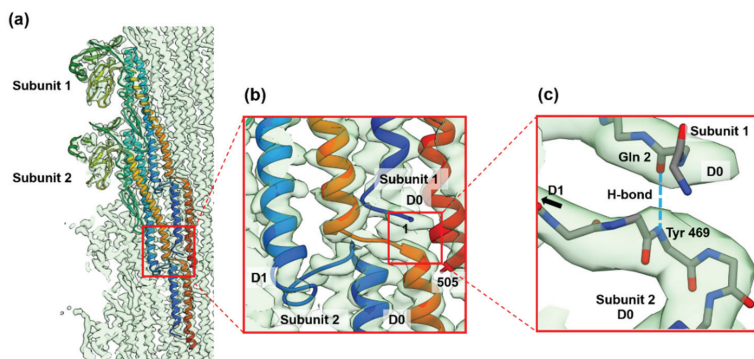 (a)
Subunit 1
Subunit 2
(b)
Subunit 1
D0
1
D1
505
Subunit 2
D0
(c)
Subunit 1
Gln 2
D0
D1
H-bond
Tyr 469
Subunit 2
D0